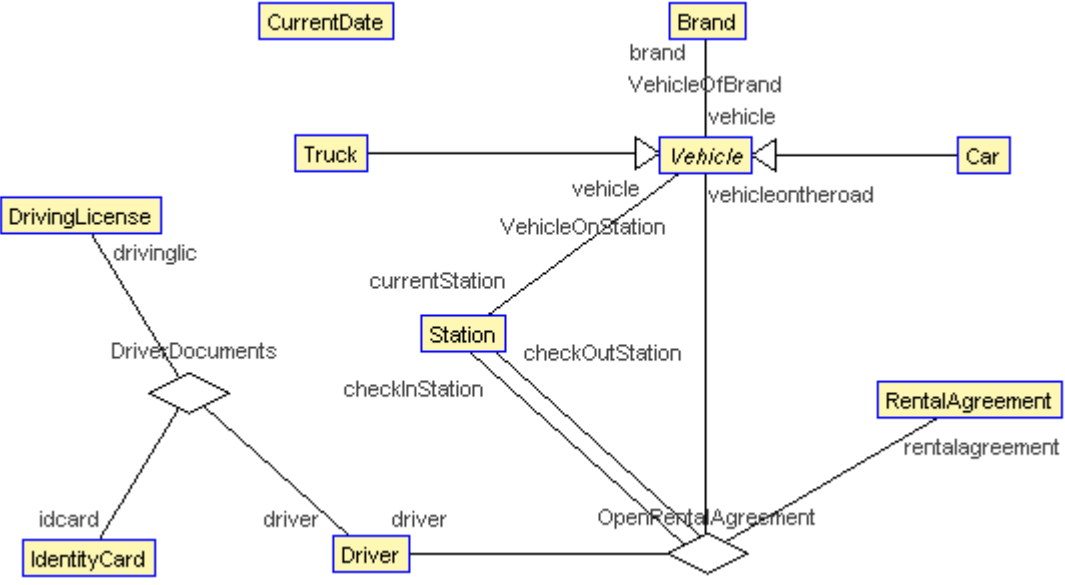 CurrentDate
Brand
brand
VehicleOfBrand
vehicle
Truck
Vehicle
Car
vehicle
vehicleontheroad
DrivingLicense
VehicleOnStation
drivinglic
currentStation
Station
DriverDocuments
checkOutStation
checkInStation
RentalAgreement
rentalagreement
idcard
driver
driver
OpenRentalAgreement
IdentityCard
Driver